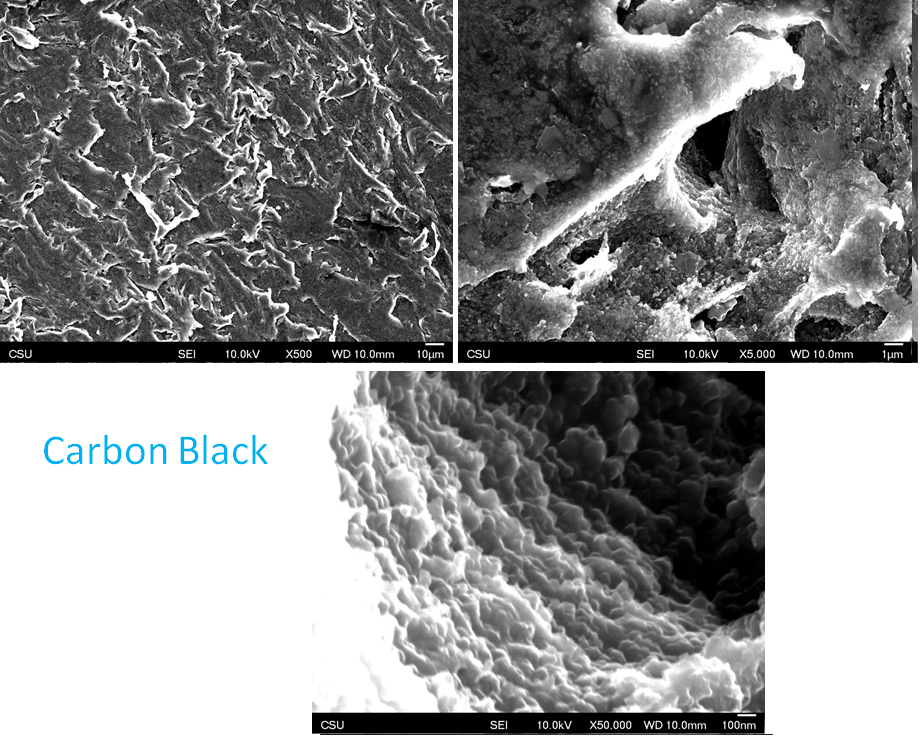 CSU SEI 10.0kV X500 WD 10.0mm 10µm
CSU SEI 10.0kV X5,000 WD 10.0mm 1µm
Carbon Black
CSU SEI 10.0kV X50,000 WD 10.0mm 100nm